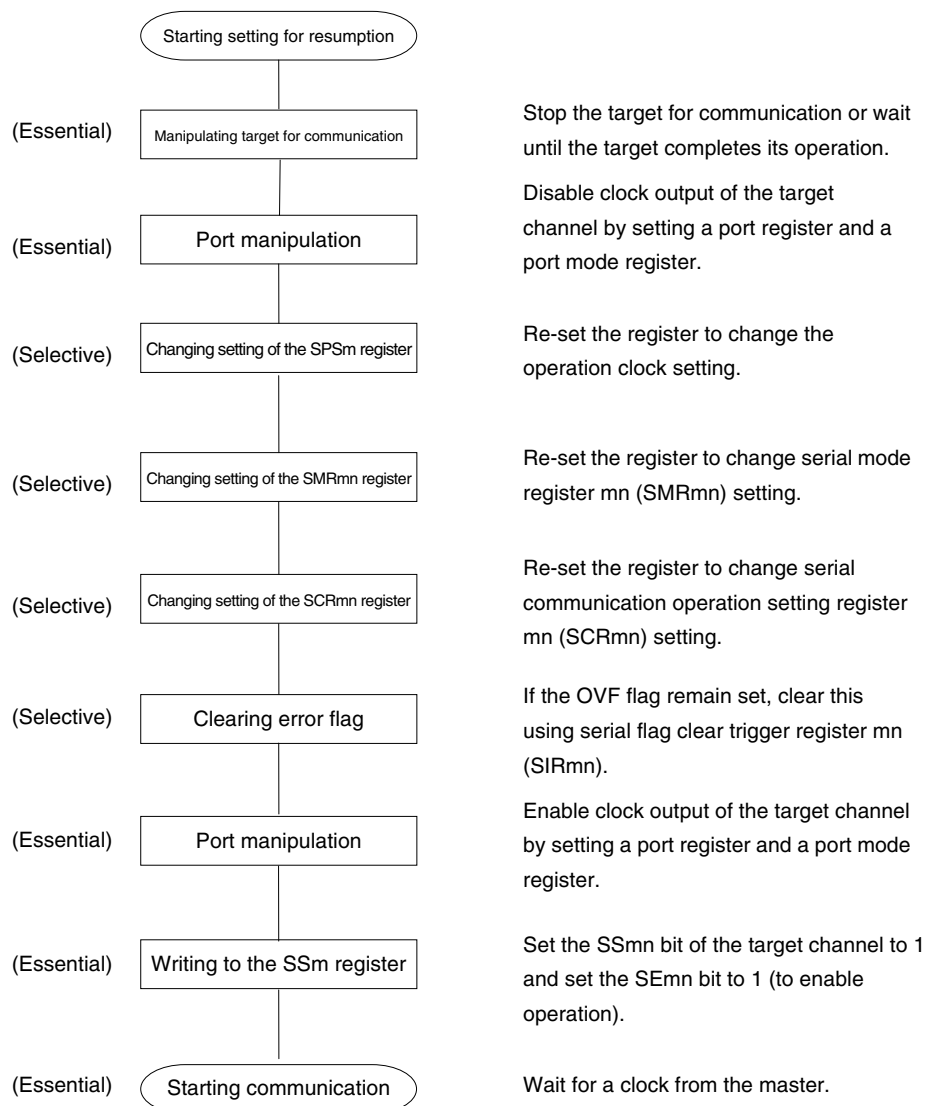 Starting setting for resumption
(Essential)
Manipulating target for communication
Stop the target for communication or wait
until the target completes its operation.
(Essential)
Port manipulation
Disable clock output of the target
channel by setting a port register and a
port mode register.
(Selective)
Changing setting of the SPSm register
Re-set the register to change the
operation clock setting.
(Selective)
Changing setting of the SMRmn register
Re-set the register to change serial mode
register mn (SMRmn) setting.
(Selective)
Changing setting of the SCRmn register
Re-set the register to change serial
communication operation setting register
mn (SCRmn) setting.
(Selective)
Clearing error flag
If the OVF flag remain set, clear this
using serial flag clear trigger register mn
(SIRmn).
(Essential)
Port manipulation
Enable clock output of the target channel
by setting a port register and a port mode
register.
(Essential)
Writing to the SSm register
Set the SSmn bit of the target channel to 1
and set the SEmn bit to 1 (to enable
operation).
(Essential)
Starting communication
Wait for a clock from the master.